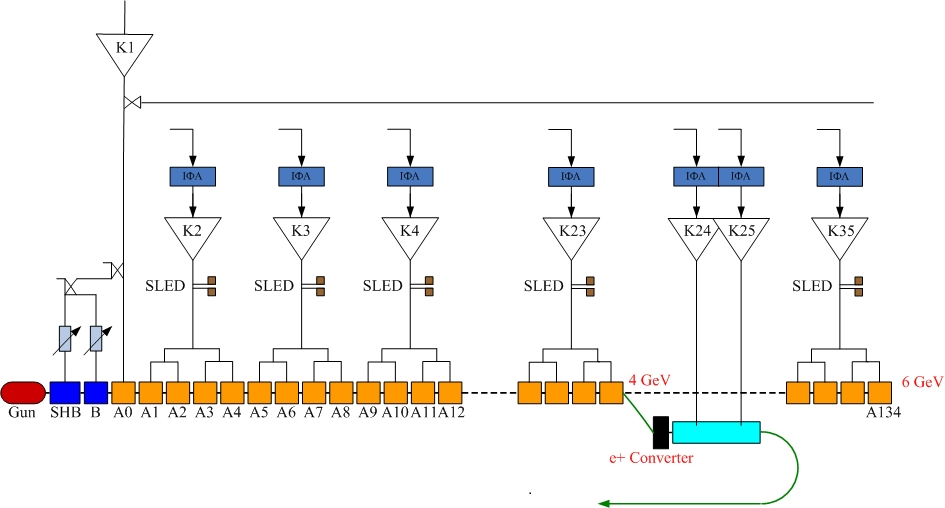 K1
IΦA IΦA IΦA IΦA IΦA IΦA IΦA
K2 K3 K4 K23 K24 K25 K35
SLED SLED SLED SLED SLED
4 GeV 6 GeV
Gun SHB B A0 A1 A2 A3 A4 A5 A6 A7 A8 A9 A10 A11 A12 A134
e+ Converter